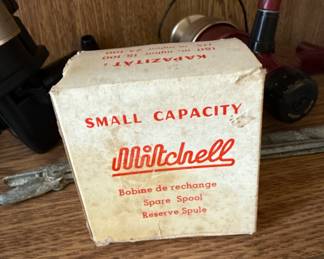 KAPAZITÄT:
SMALL CAPACITY
Mitchell
Bobine de rechange
Spare Spool
Reserve Spule